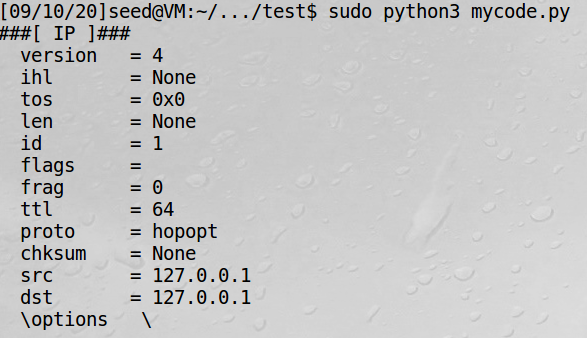 [09/10/20]seed@VM:~/.../test$ sudo python3 mycode.py
###[ IP ]###
  version   = 4
  ihl       = None
  tos       = 0x0
  len       = None
  id        = 1
  flags     =
  frag      = 0
  ttl       = 64
  proto     = hopopt
  chksum    = None
  src       = 127.0.0.1
  dst       = 127.0.0.1
  \options   \